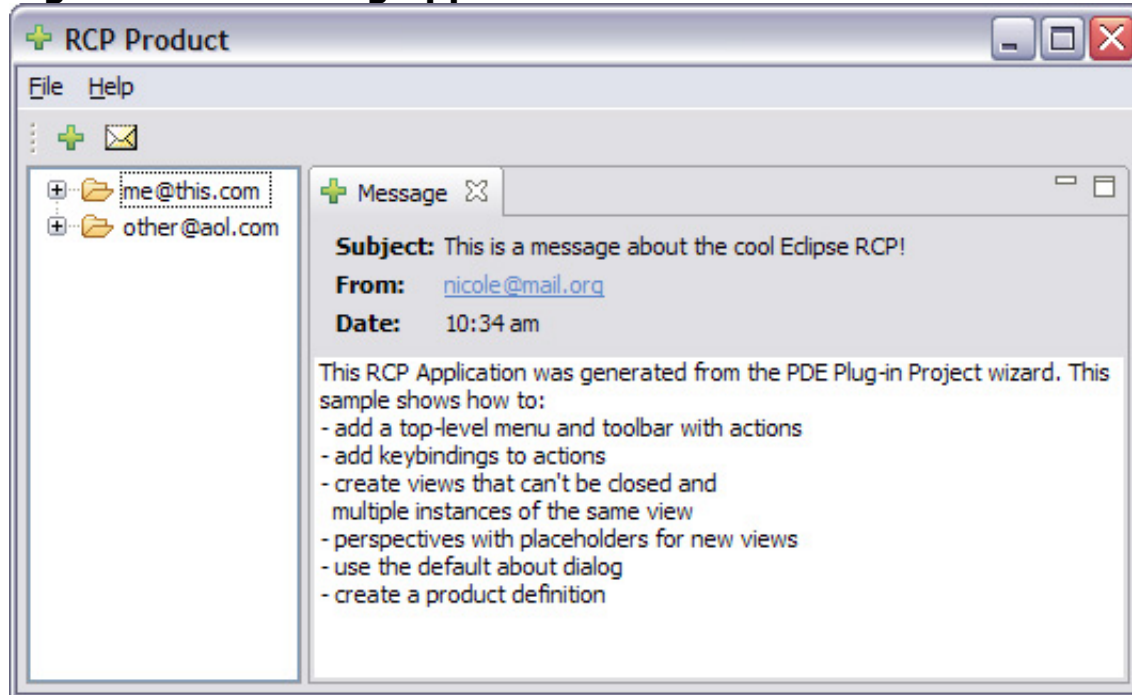 RCP Product
File Help
me@this.com
other@aol.com
Message
Subject: This is a message about the cool Eclipse RCP!
From: nicole@mail.org
Date: 10:34 am
This RCP Application was generated from the PDE Plug-in Project wizard. This
sample shows how to:
- add a top-level menu and toolbar with actions
- add keybindings to actions
- create views that can't be closed and
multiple instances of the same view
- perspectives with placeholders for new views
- use the default about dialog
- create a product definition